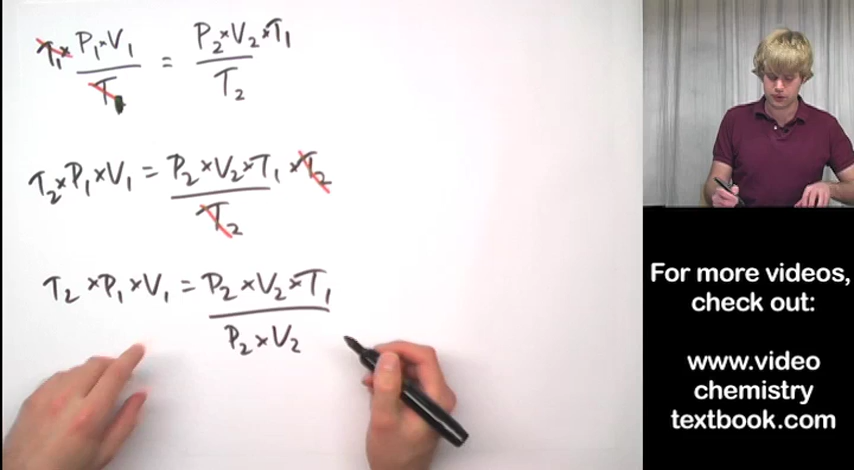 T₁ × P₁ × V₁ / T₁ = P₂ × V₂ × T₁ / T₂
T₂ × P₁ × V₁ = P₂ × V₂ × T₁ × T₂ / T₂
T₂ × P₁ × V₁ = P₂ × V₂ × T₁ / P₂ × V₂
For more videos,
check out:
www.video
chemistry
textbook.com